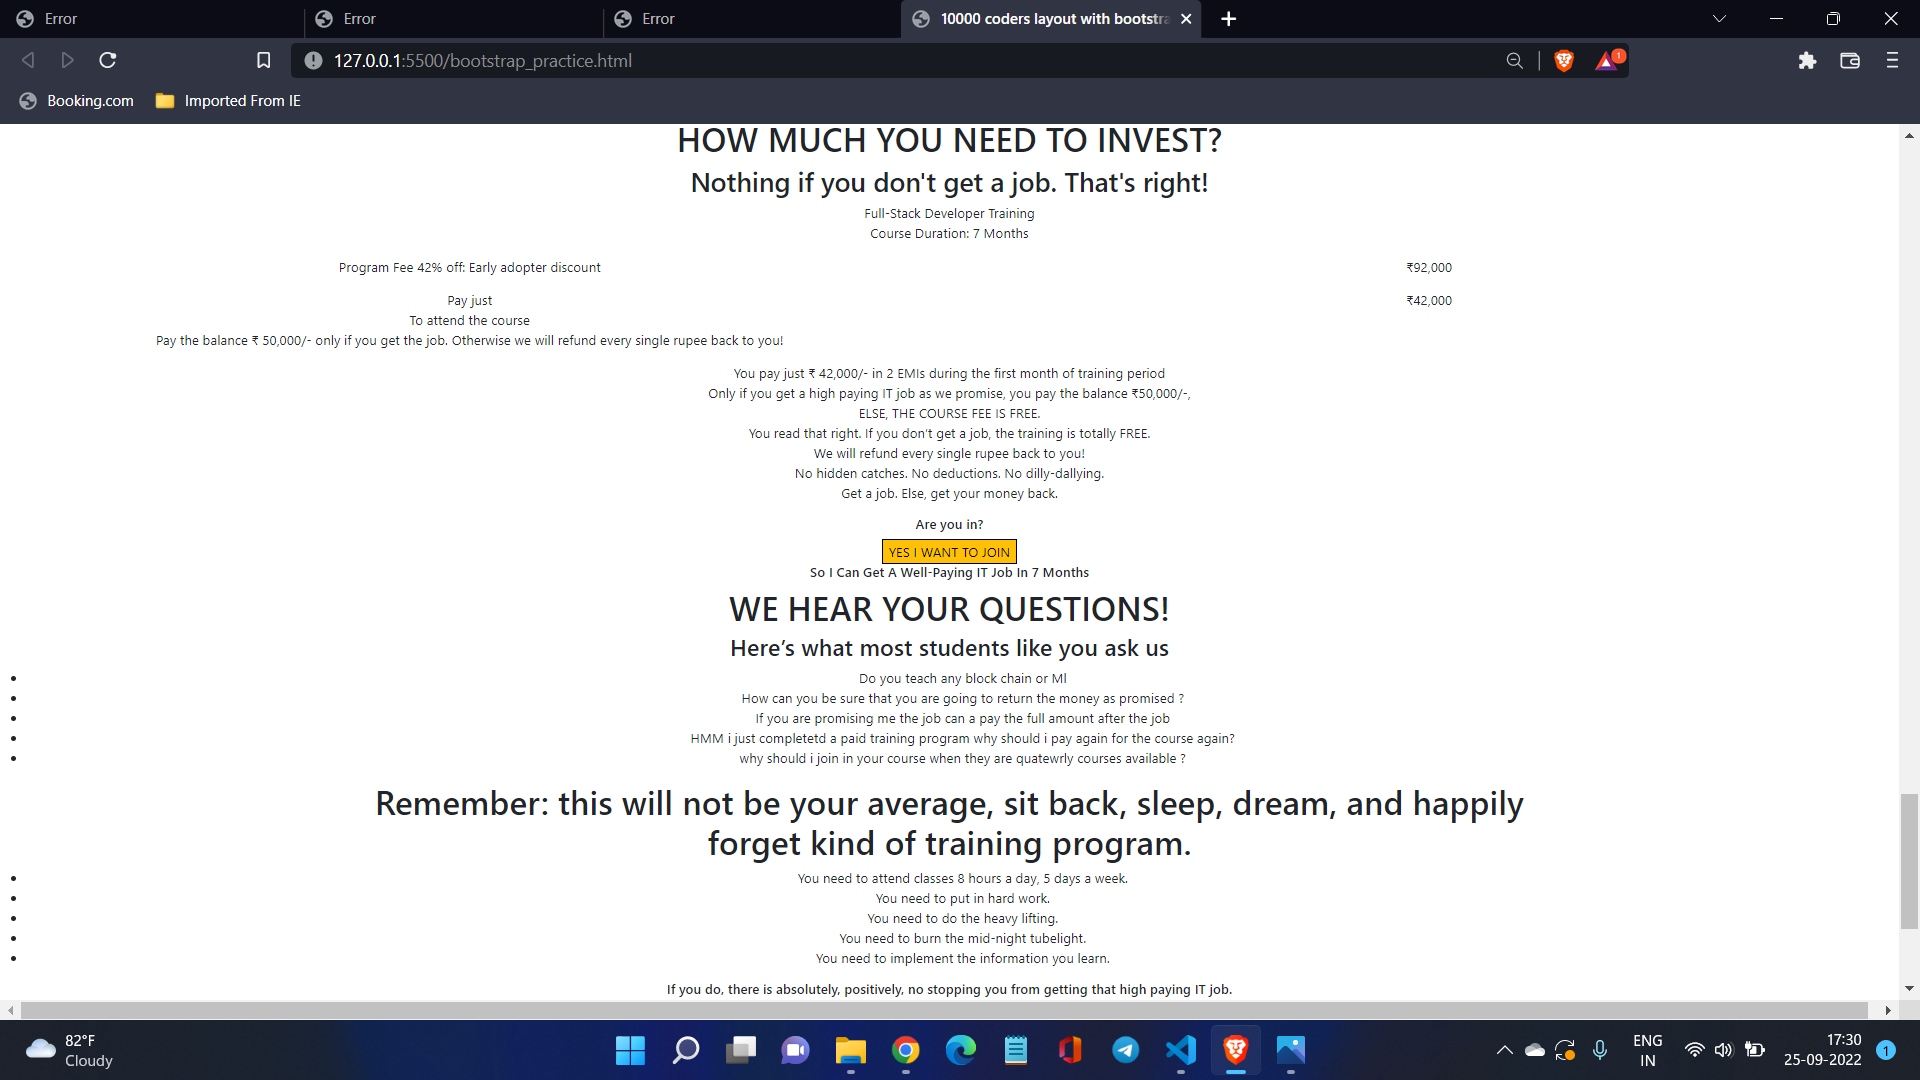 Error
Error
Error
10000 coders layout with bootstra
127.0.0.1:5500/bootstrap_practice.html
1
Booking.com
Imported From IE
HOW MUCH YOU NEED TO INVEST?
Nothing if you don't get a job. That's right!
Full-Stack Developer Training
Course Duration: 7 Months
Program Fee 42% off: Early adopter discount ₹92,000
Pay just ₹42,000
To attend the course
Pay the balance ₹ 50,000/- only if you get the job. Otherwise we will refund every single rupee back to you!
You pay just ₹ 42,000/- in 2 EMIs during the first month of training period
Only if you get a high paying IT job as we promise, you pay the balance ₹50,000/-,
ELSE, THE COURSE FEE IS FREE.
You read that right. If you don't get a job, the training is totally FREE.
We will refund every single rupee back to you!
No hidden catches. No deductions. No dilly-dallying.
Get a job. Else, get your money back.
Are you in?
YES I WANT TO JOIN
So I Can Get A Well-Paying IT Job In 7 Months
WE HEAR YOUR QUESTIONS!
Here’s what most students like you ask us
Do you teach any block chain or Ml
How can you be sure that you are going to return the money as promised ?
If you are promising me the job can a pay the full amount after the job
HMM i just completetd a paid training program why should i pay again for the course again?
why should i join in your course when they are quatewrly courses available ?
Remember: this will not be your average, sit back, sleep, dream, and happily
forget kind of training program.
You need to attend classes 8 hours a day, 5 days a week.
You need to put in hard work.
You need to do the heavy lifting.
You need to burn the mid-night tubelight.
You need to implement the information you learn.
If you do, there is absolutely, positively, no stopping you from getting that high paying IT job.
82°F
Cloudy
ENG
IN
17:30
25-09-2022
1